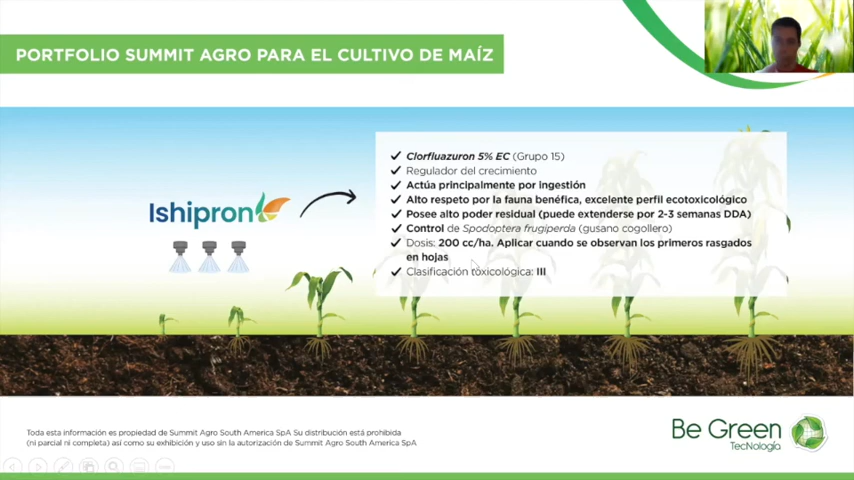 PORTFOLIO SUMMIT AGRO PARA EL CULTIVO DE MAÍZ
Ishipron
Clorfluazuron 5% EC (Grupo 15)
Regulador del crecimiento
Actúa principalmente por ingestión
Alto respeto por la fauna benéfica, excelente perfil ecotoxicológico
Posee alto poder residual (puede extenderse por 2-3 semanas DDA)
Control de Spodoptera frugiperda (gusano cogollero)
Dosis: 200 cc/ha. Aplicar cuando se observan los primeros rasgados
en hojas
Clasificación toxicológica: III
Toda esta información es propiedad de Summit Agro South America SpA Su distribución está prohibida
(ni parcial ni completa) así como su exhibición y uso sin la autorización de Summit Agro South America SpA
Be Green
TecNología